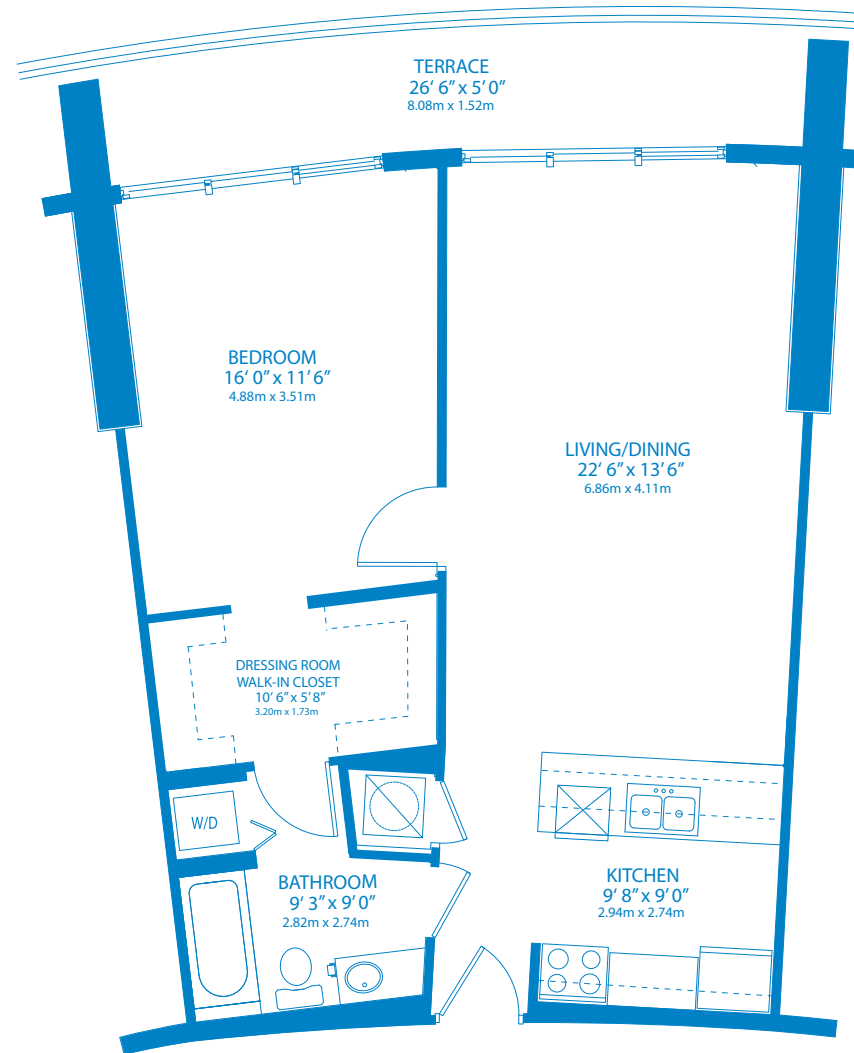 TERRACE
26‘ 6” x 5’ 0”
8.08m x 1.52m
BEDROOM
16‘ 0” x 11’ 6”
4.88m x 3.51m
LIVING/DINING
22‘ 6” x 13’ 6”
6.86m x 4.11m
DRESSING ROOM
WALK-IN CLOSET
10‘ 6” x 5’ 8”
3.20m x 1.73m
W/D
BATHROOM
9‘ 3” x 9’ 0”
2.82m x 2.74m
KITCHEN
9‘ 8” x 9’ 0”
2.94m x 2.74m